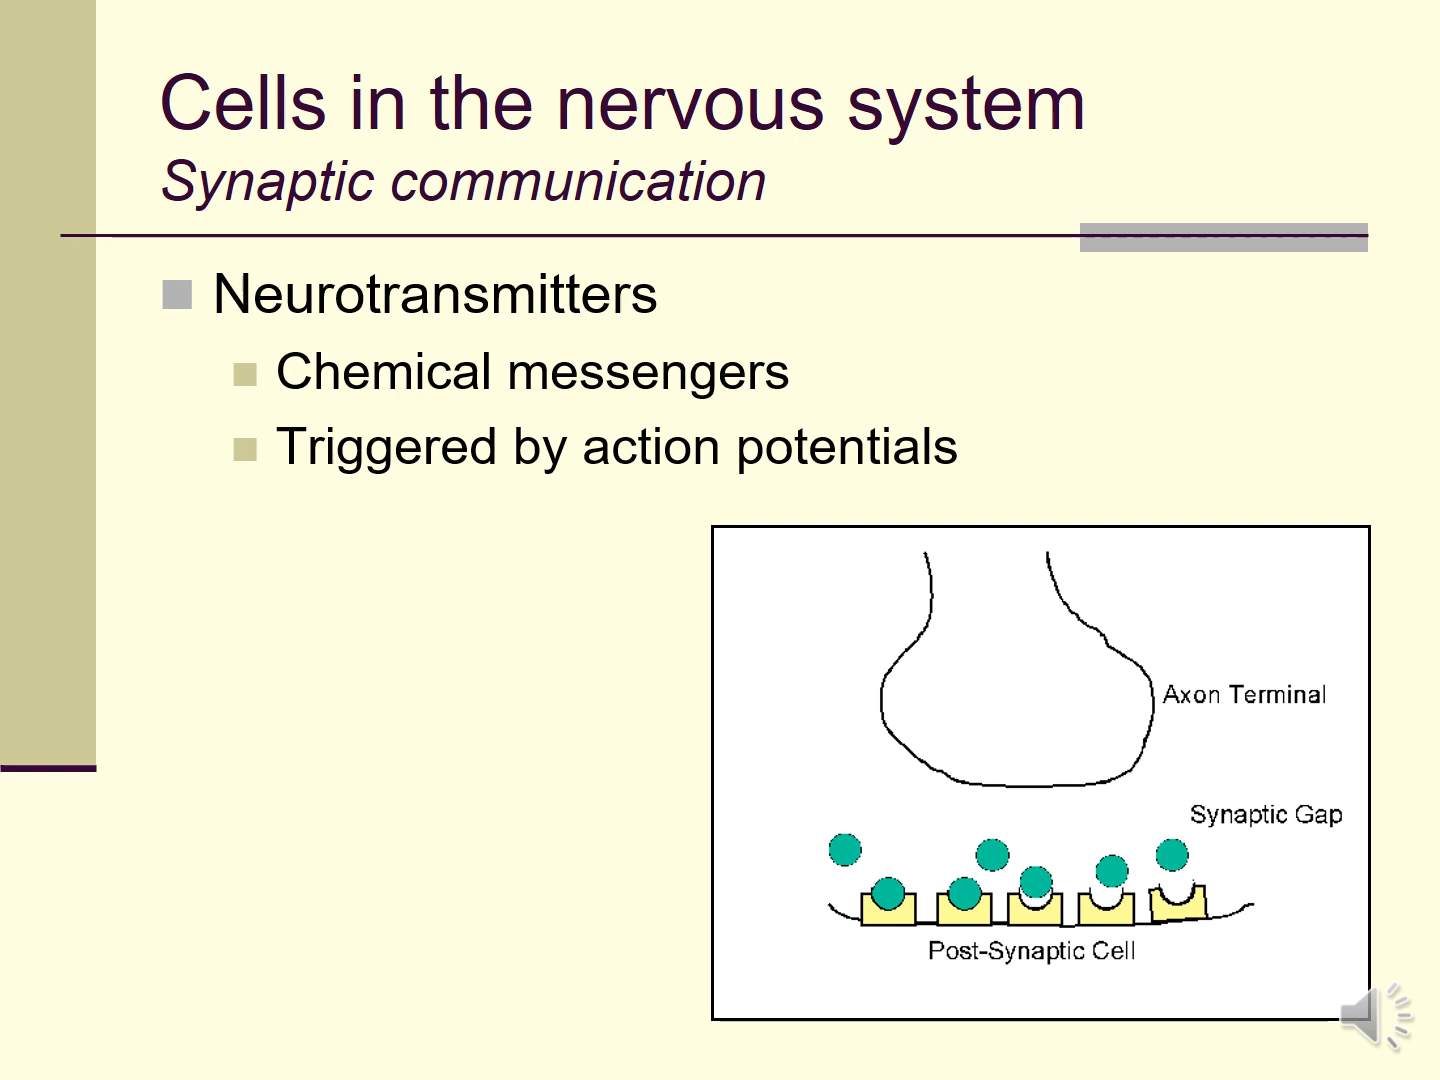 Cells in the nervous system
Synaptic communication
Neurotransmitters
Chemical messengers
Triggered by action potentials
Axon Terminal
Synaptic Gap
Post-Synaptic Cell